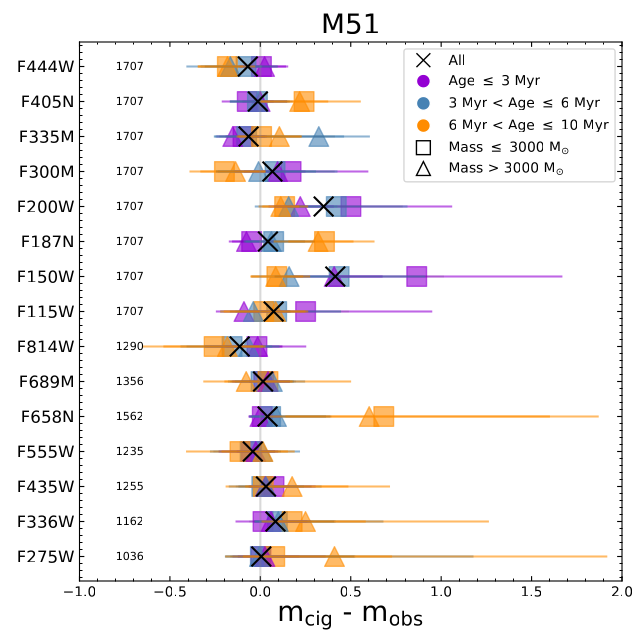 M51
F444W 1707
F405N 1707
F335M 1707
F300M 1707
F200W 1707
F187N 1707
F150W 1707
F115W 1707
F814W 1290
F689M 1356
F658N 1562
F555W 1235
F435W 1255
F336W 1162
F275W 1036
All
Age ≤ 3 Myr
3 Myr < Age ≤ 6 Myr
6 Myr < Age ≤ 10 Myr
Mass ≤ 3000 M⊙
Mass > 3000 M⊙
−1.0 −0.5 0.0 0.5 1.0 1.5 2.0
m_cig - m_obs